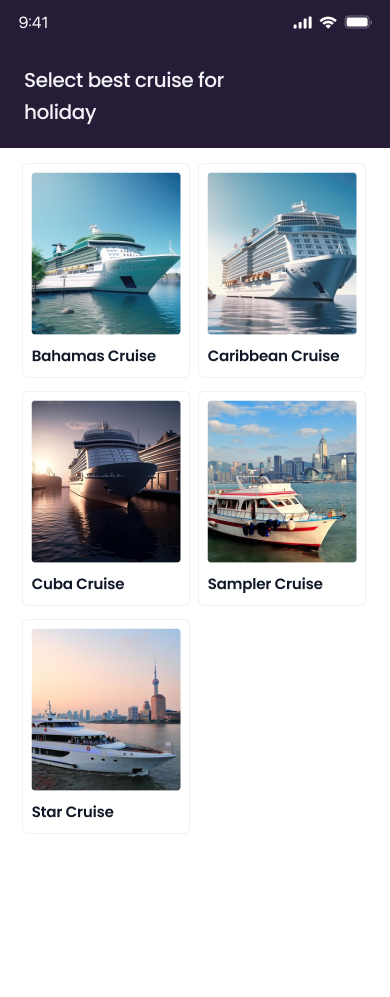 9:41
Select best cruise for
holiday
Bahamas Cruise
Caribbean Cruise
Cuba Cruise
Sampler Cruise
Star Cruise